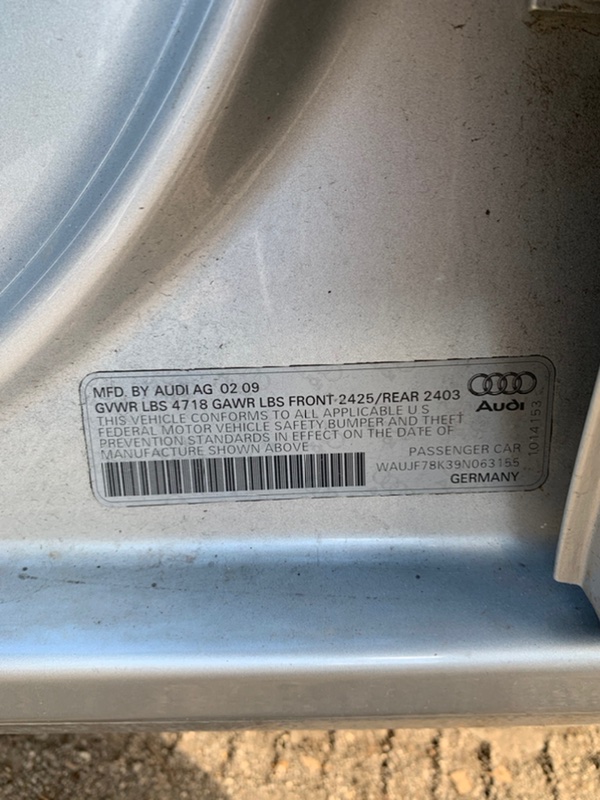 MFD. BY AUDI AG 02 09
GVWR LBS 4718 GAWR LBS FRONT 2425/REAR 2403
THIS VEHICLE CONFORMS TO ALL APPLICABLE U S
FEDERAL MOTOR VEHICLE SAFETY, BUMPER AND THEFT
PREVENTION STANDARDS IN EFFECT ON THE DATE OF
MANUFACTURE SHOWN ABOVE
Audi
1014153
PASSENGER CAR
WAUJF78K39N063155
GERMANY